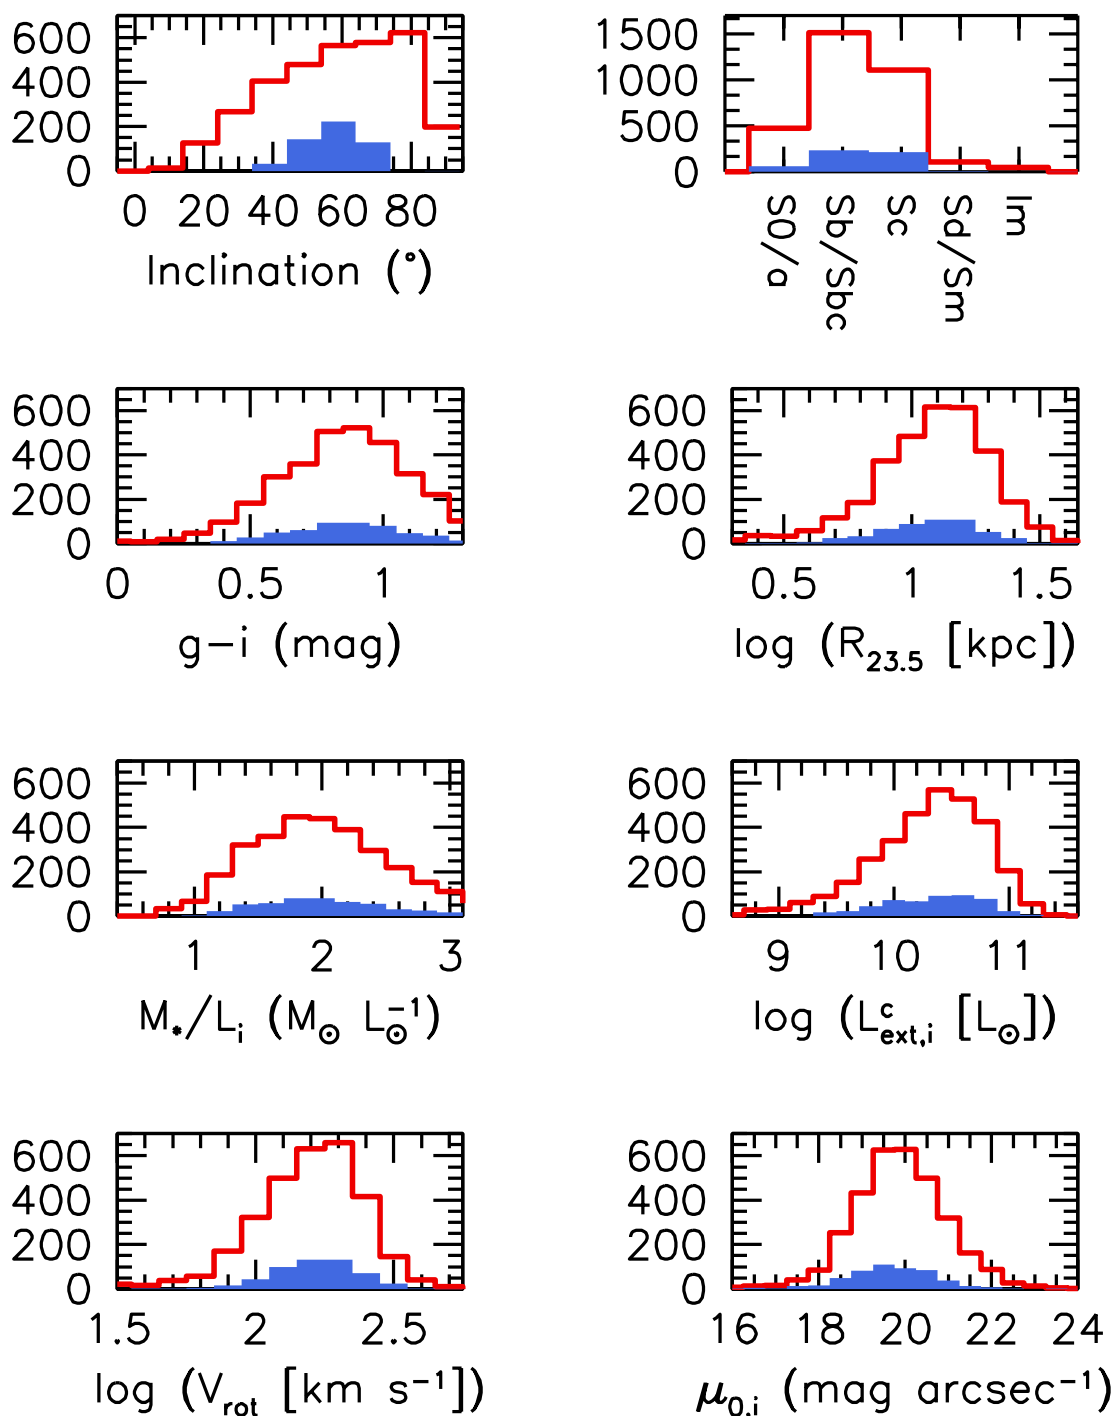 600
400
200
0
0 20 40 60 80
Inclination (°)
1500
1000
500
0
S0/a
Sb/Sbc
Sc
Sd/Sm
Im
600
400
200
0
0 0.5 1
g−i (mag)
600
400
200
0
0.5 1 1.5
log (R23.5 [kpc])
600
400
200
0
1 2 3
M*/Li (M⊙ L⊙−1)
600
400
200
0
9 10 11
log (Lcext,i [L⊙])
600
400
200
0
1.5 2 2.5
log (Vrot [km s−1])
600
400
200
0
16 18 20 22 24
μ0,i (mag arcsec−1)